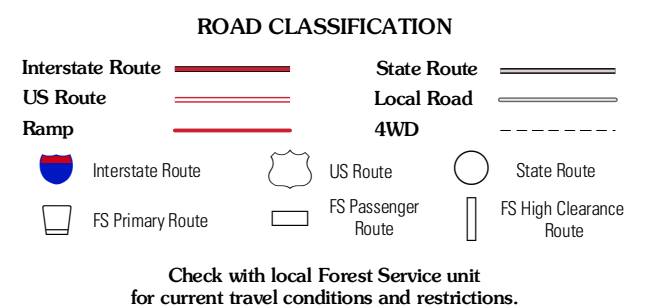 ROAD CLASSIFICATION
Interstate Route
State Route
US Route
Local Road
Ramp
4WD
Interstate Route
US Route
State Route
FS Primary Route
FS Passenger
Route
FS High Clearance
Route
Check with local Forest Service unit
for current travel conditions and restrictions.